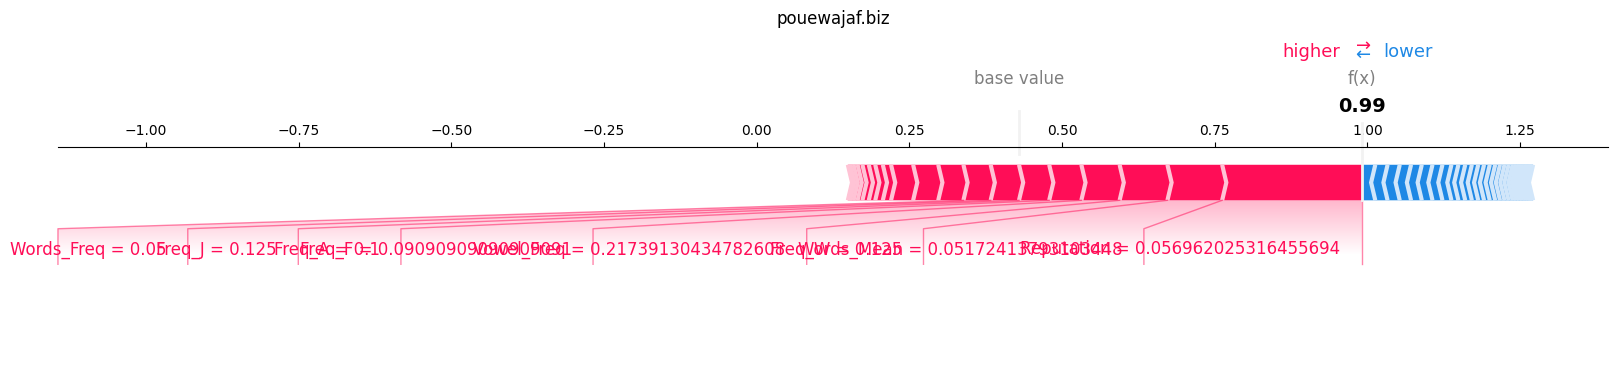 pouewajaf.biz
higher ⇄ lower
base value f(x)
0.99
−1.00 −0.75 −0.50 −0.25 0.00 0.25 0.50 0.75 1.00 1.25
Words_Freq = 0.05 Freq_J = 0.125 Freq_A = 0.1 Freq_F = 0.09090909090909091 Vowel_Freq = 0.21739130434782608 Freq_W = 0.125 Words_Mean = 0.05172413793103448 Reputation = 0.056962025316455694